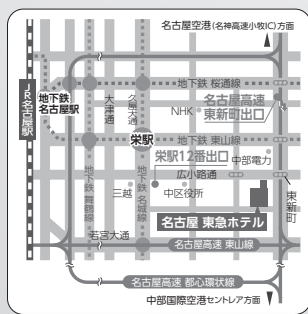 名古屋空港(名神高速小牧IC)方面
地下鉄 桜通線
JR名古屋駅
地下鉄
名古屋駅
大津通
久屋大通
NHK
名古屋高速
東新町出口
栄駅
地下鉄 東山線
栄駅12番出口
中部電力
広小路通
地下鉄 鶴舞線
地下鉄 名城線
三越
中区役所
東新町
名古屋 東急ホテル
若宮大通
名古屋高速 東山線
名古屋高速 都心環状線
中部国際空港セントレア方面